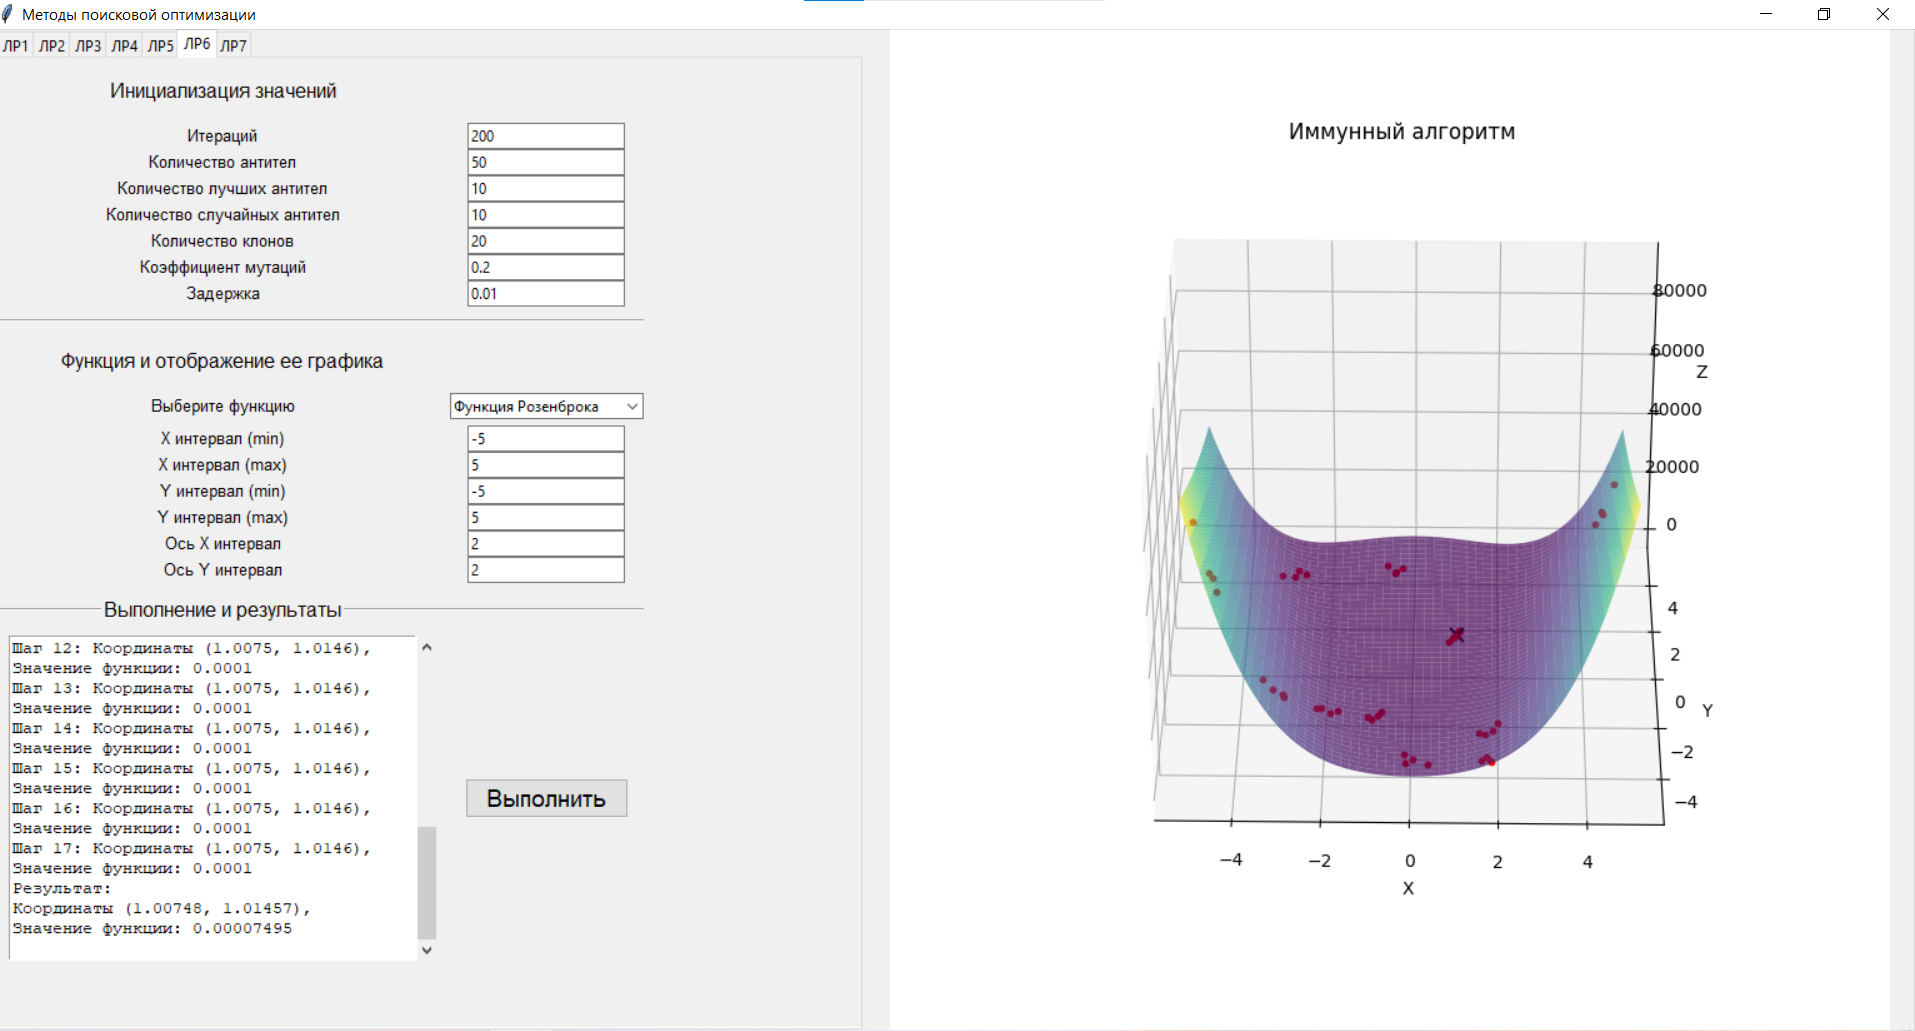 Методы поисковой оптимизации
ЛР1 ЛР2 ЛР3 ЛР4 ЛР5 ЛР6 ЛР7
Инициализация значений
Итераций 200
Количество антител 50
Количество лучших антител 10
Количество случайных антител 10
Количество клонов 20
Коэффициент мутаций 0.2
Задержка 0.01
Функция и отображение ее графика
Выберите функцию Функция Розенброка
X интервал (min) -5
X интервал (max) 5
Y интервал (min) -5
Y интервал (max) 5
Ось X интервал 2
Ось Y интервал 2
Выполнение и результаты
Шаг 12: Координаты (1.0075, 1.0146),
Значение функции: 0.0001
Шаг 13: Координаты (1.0075, 1.0146),
Значение функции: 0.0001
Шаг 14: Координаты (1.0075, 1.0146),
Значение функции: 0.0001
Шаг 15: Координаты (1.0075, 1.0146),
Значение функции: 0.0001
Шаг 16: Координаты (1.0075, 1.0146),
Значение функции: 0.0001
Шаг 17: Координаты (1.0075, 1.0146),
Значение функции: 0.0001
Результат:
Координаты (1.00748, 1.01457),
Значение функции: 0.00007495
Выполнить
Иммунный алгоритм
80000
60000
Z
40000
20000
0
4
2
0
Y
−2
−4
−4 −2 0 2 4
X